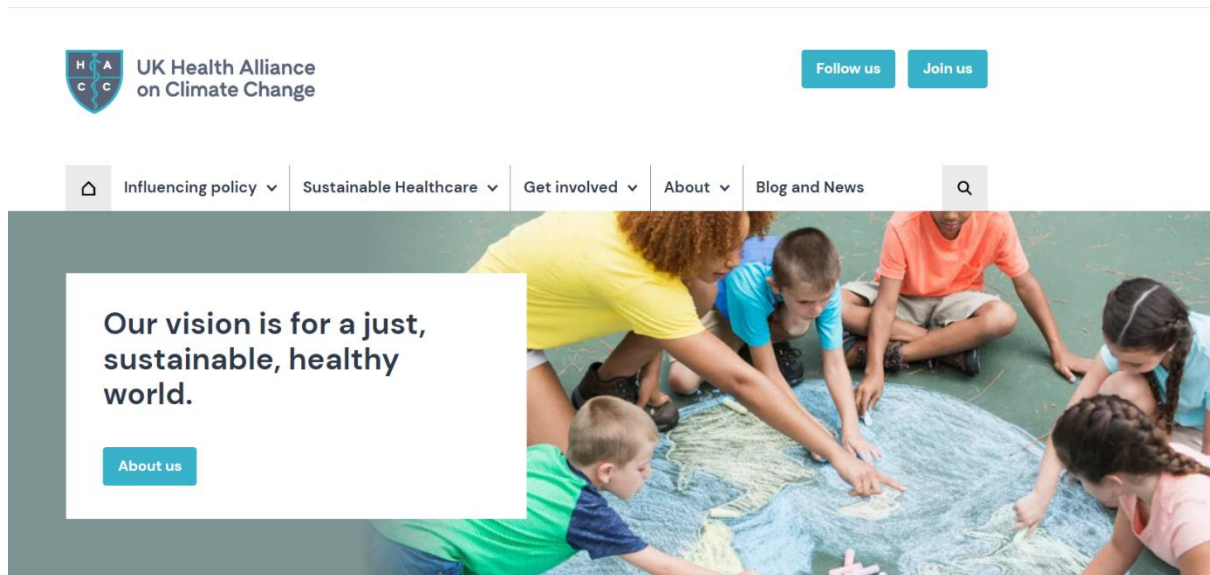 H A
C C
UK Health Alliance
on Climate Change
Follow us
Join us
Influencing policy
Sustainable Healthcare
Get involved
About
Blog and News
Our vision is for a just,
sustainable, healthy
world.
About us